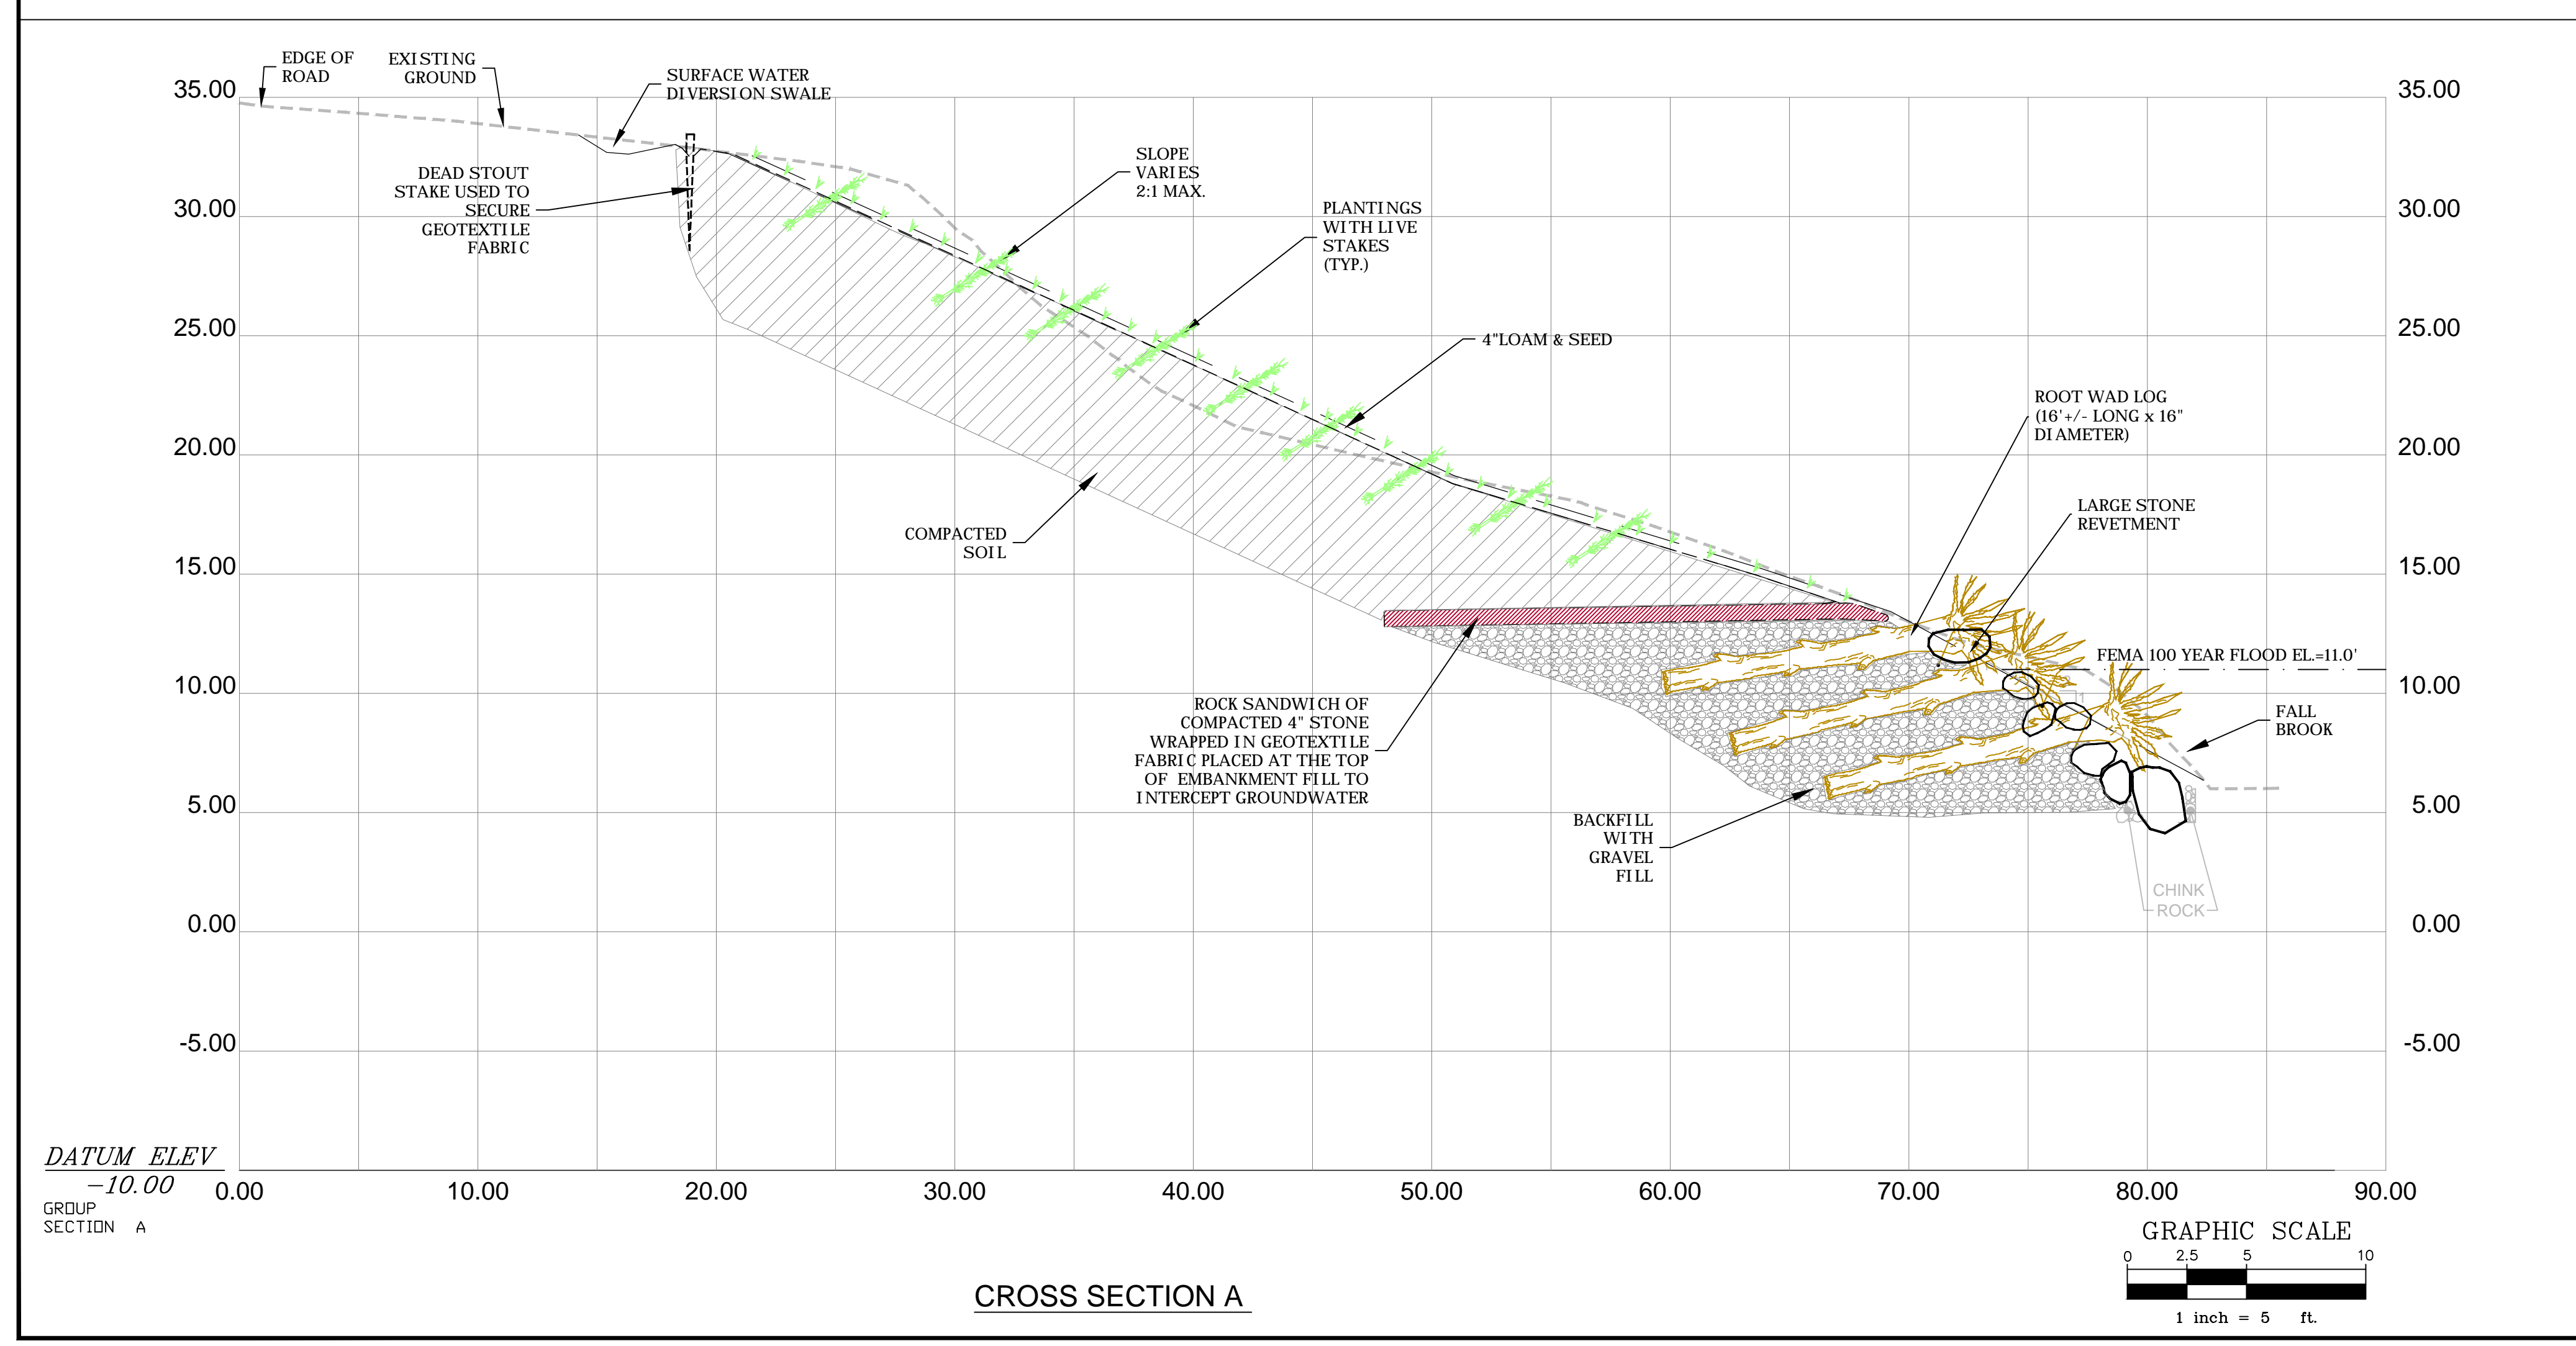 EDGE OF
ROAD
EXISTING
GROUND
SURFACE WATER
DIVERSION SWALE
35.00
35.00
DEAD STOUT
STAKE USED TO
SECURE
GEOTEXTILE
FABRIC
SLOPE
VARIES
2:1 MAX.
PLANTINGS
WITH LIVE
STAKES
(TYP.)
30.00
30.00
25.00
25.00
4"LOAM & SEED
ROOT WAD LOG
(16'+/- LONG x 16"
DIAMETER)
20.00
20.00
LARGE STONE
REVETMENT
COMPACTED
SOIL
15.00
15.00
FEMA 100 YEAR FLOOD EL.=11.0'
10.00
10.00
ROCK SANDWICH OF
COMPACTED 4" STONE
WRAPPED IN GEOTEXTILE
FABRIC PLACED AT THE TOP
OF EMBANKMENT FILL TO
INTERCEPT GROUNDWATER
FALL
BROOK
5.00
5.00
BACKFILL
WITH
GRAVEL
FILL
CHINK
ROCK
0.00
0.00
-5.00
-5.00
DATUM ELEV
-10.00
GROUP
SECTION A
0.00 10.00 20.00 30.00 40.00 50.00 60.00 70.00 80.00 90.00
GRAPHIC SCALE
0 2.5 5 10
1 inch = 5 ft.
CROSS SECTION A